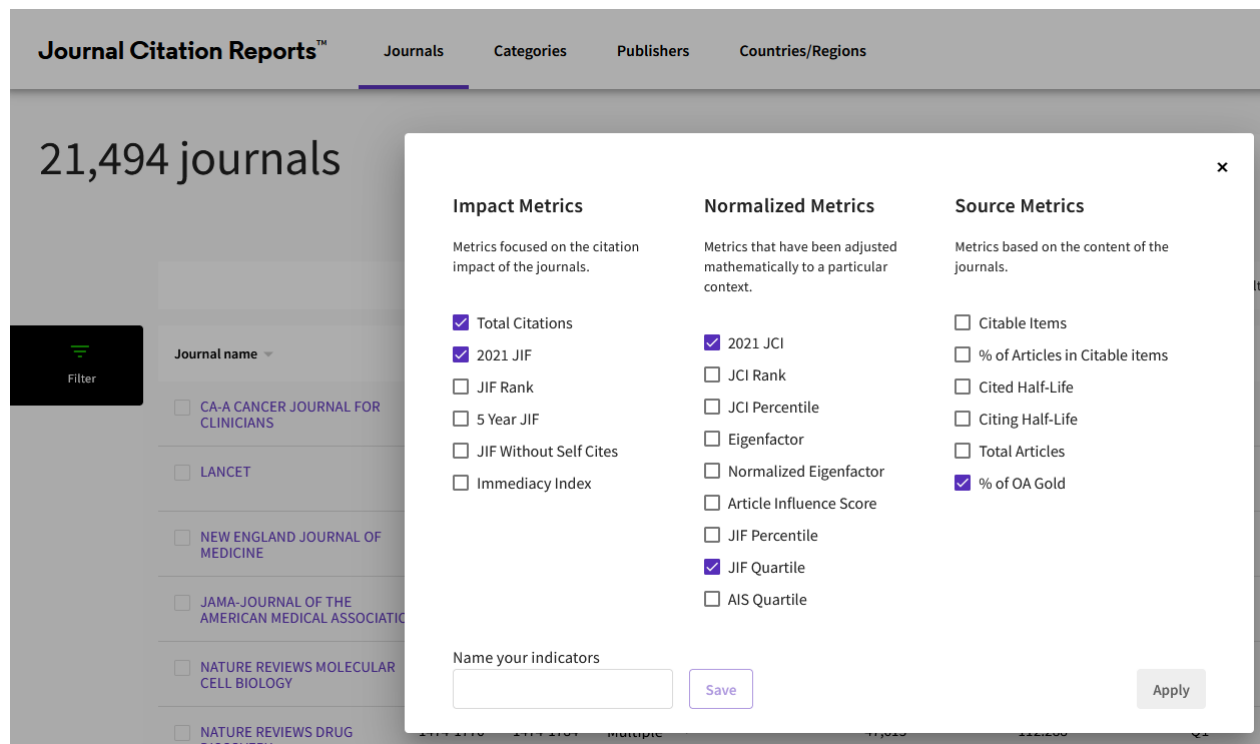 Journal Citation Reports™ Journals Categories Publishers Countries/Regions
21,494 journals
Filter
Journal name
CA-A CANCER JOURNAL FOR
CLINICIANS
LANCET
NEW ENGLAND JOURNAL OF
MEDICINE
JAMA-JOURNAL OF THE
AMERICAN MEDICAL ASSOCIATIO
NATURE REVIEWS MOLECULAR
CELL BIOLOGY
NATURE REVIEWS DRUG
×
Impact Metrics
Metrics focused on the citation
impact of the journals.
Total Citations
2021 JIF
JIF Rank
5 Year JIF
JIF Without Self Cites
Immediacy Index
Normalized Metrics
Metrics that have been adjusted
mathematically to a particular
context.
2021 JCI
JCI Rank
JCI Percentile
Eigenfactor
Normalized Eigenfactor
Article Influence Score
JIF Percentile
JIF Quartile
AIS Quartile
Source Metrics
Metrics based on the content of the
journals.
Citable Items
% of Articles in Citable items
Cited Half-Life
Citing Half-Life
Total Articles
% of OA Gold
Name your indicators
Save
Apply